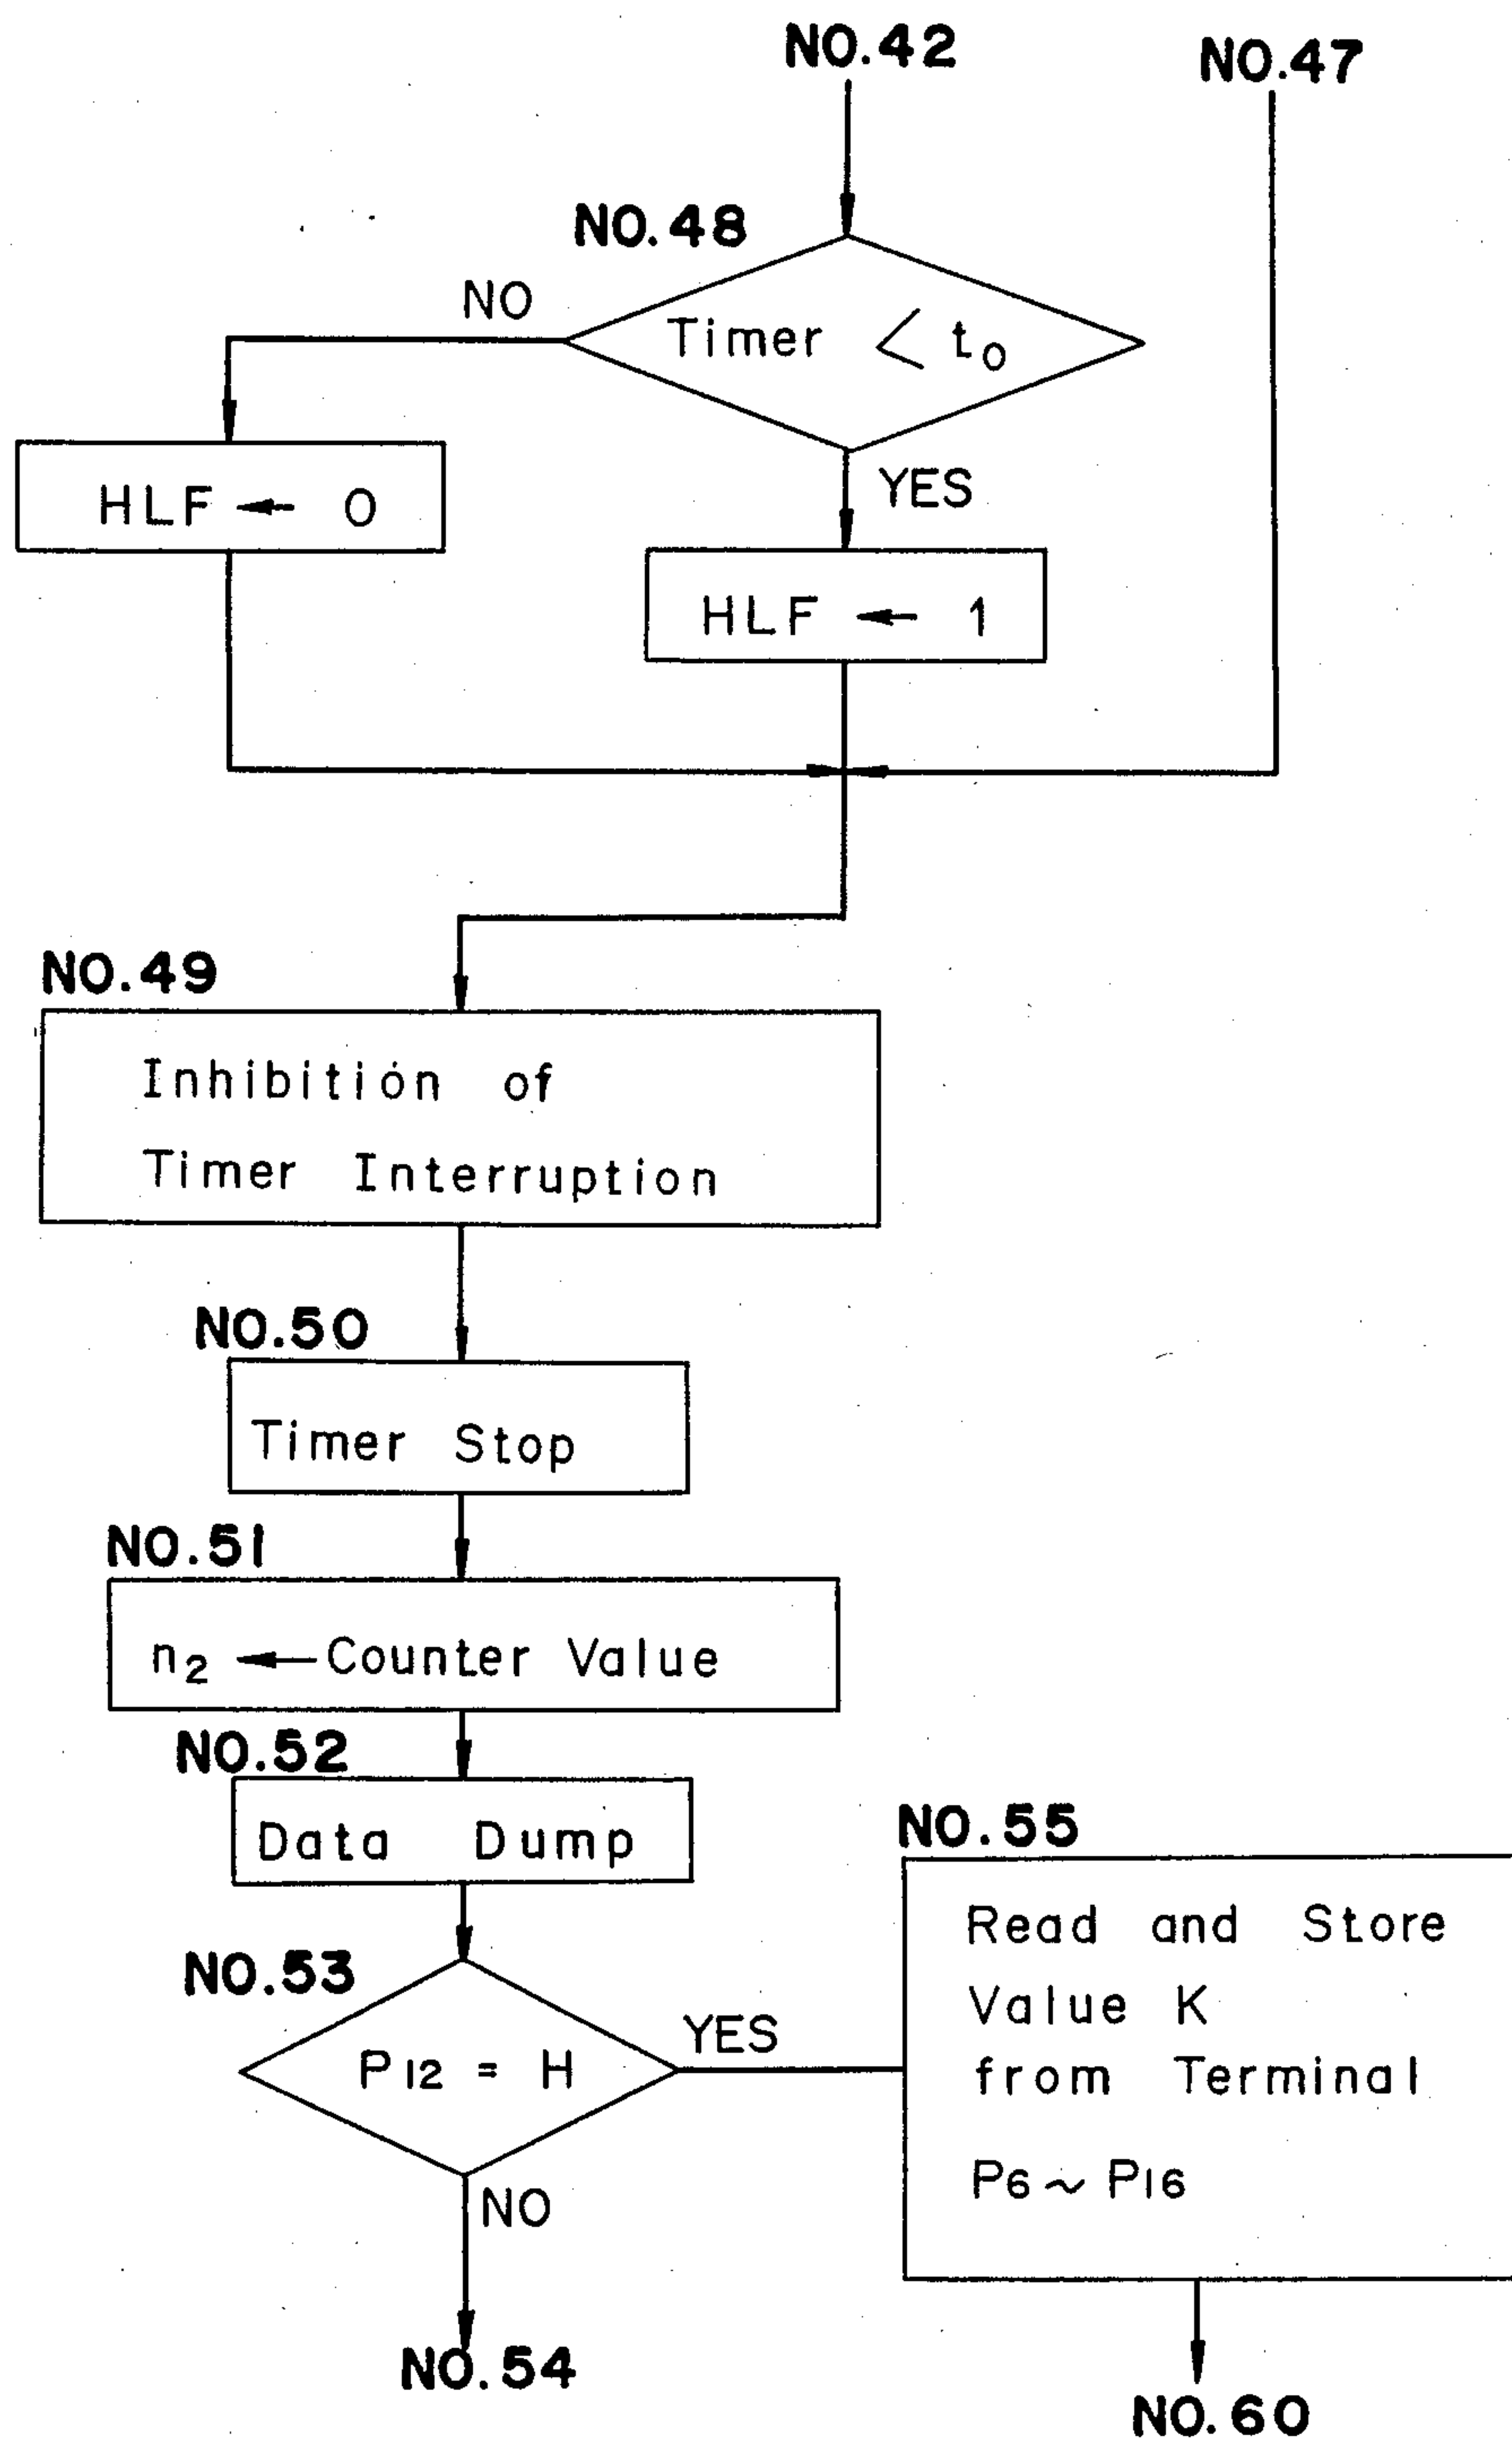 NO.42
NO.47
NO.48
NO
Timer < t0
HLF ← 0
YES
HLF ← 1
NO.49
Inhibition of
Timer Interruption
NO.50
Timer Stop
NO.51
n2 ← Counter Value
NO.52
Data Dump
NO.53
P12 = H
YES
NO.55
Read and Store
Value K
from Terminal
P6 ~ P16
NO
NO.54
NO.60